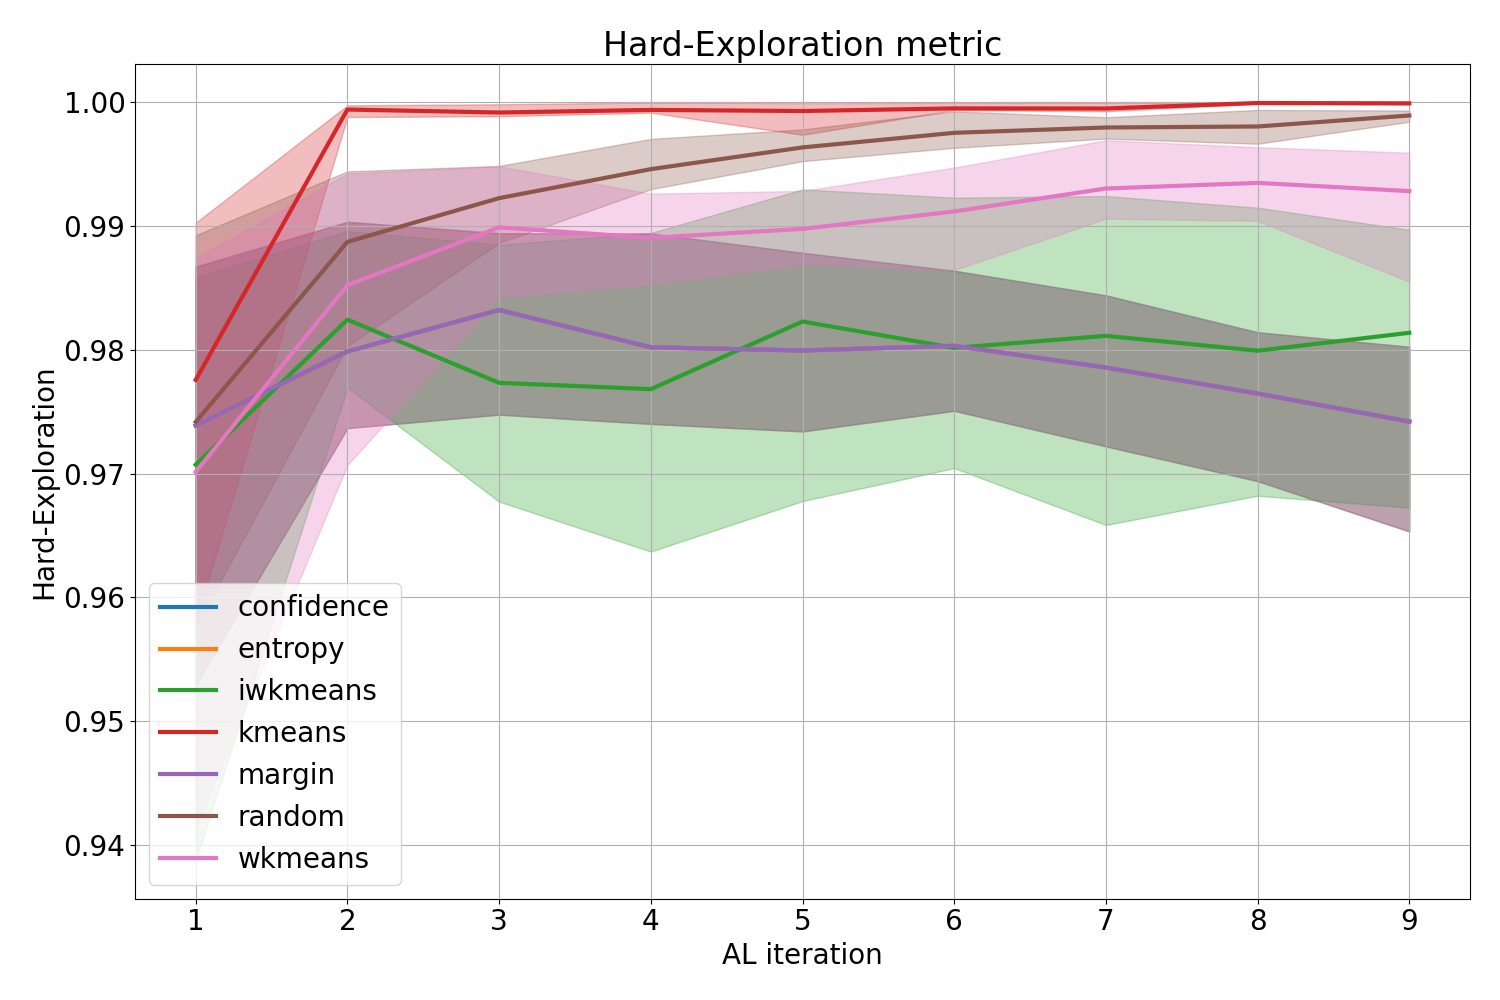 Hard-Exploration metric
Hard-Exploration
1.00
0.99
0.98
0.97
0.96
0.95
0.94
confidence
entropy
iwkmeans
kmeans
margin
random
wkmeans
1 2 3 4 5 6 7 8 9
AL iteration